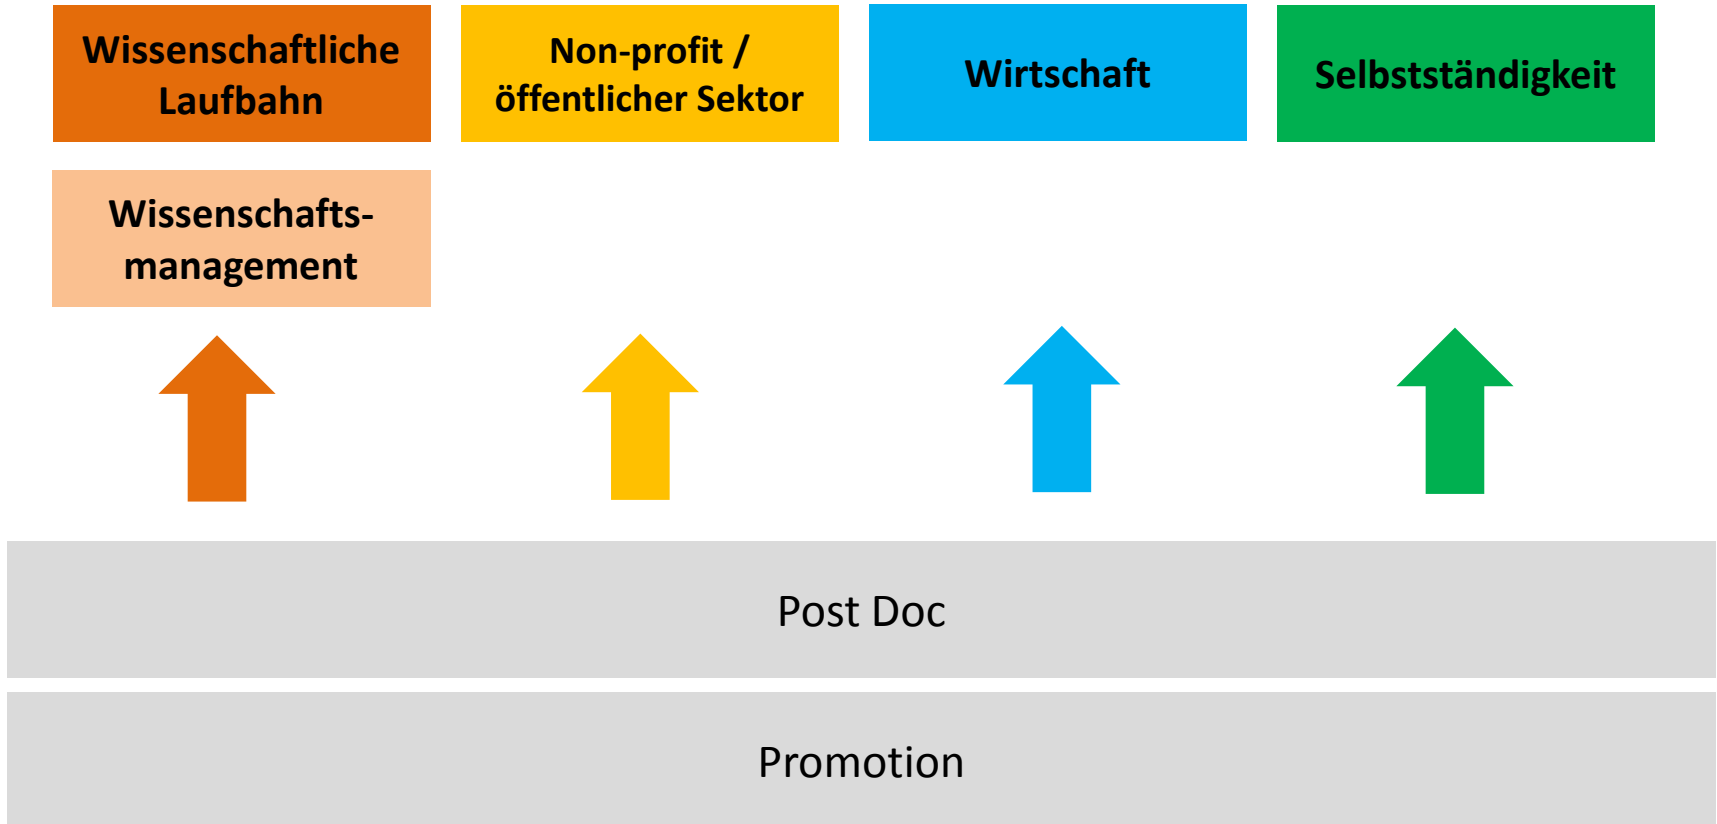 Wissenschaftliche
Laufbahn
Non-profit /
öffentlicher Sektor
Wirtschaft
Selbstständigkeit
Wissenschafts-
management
Post Doc
Promotion